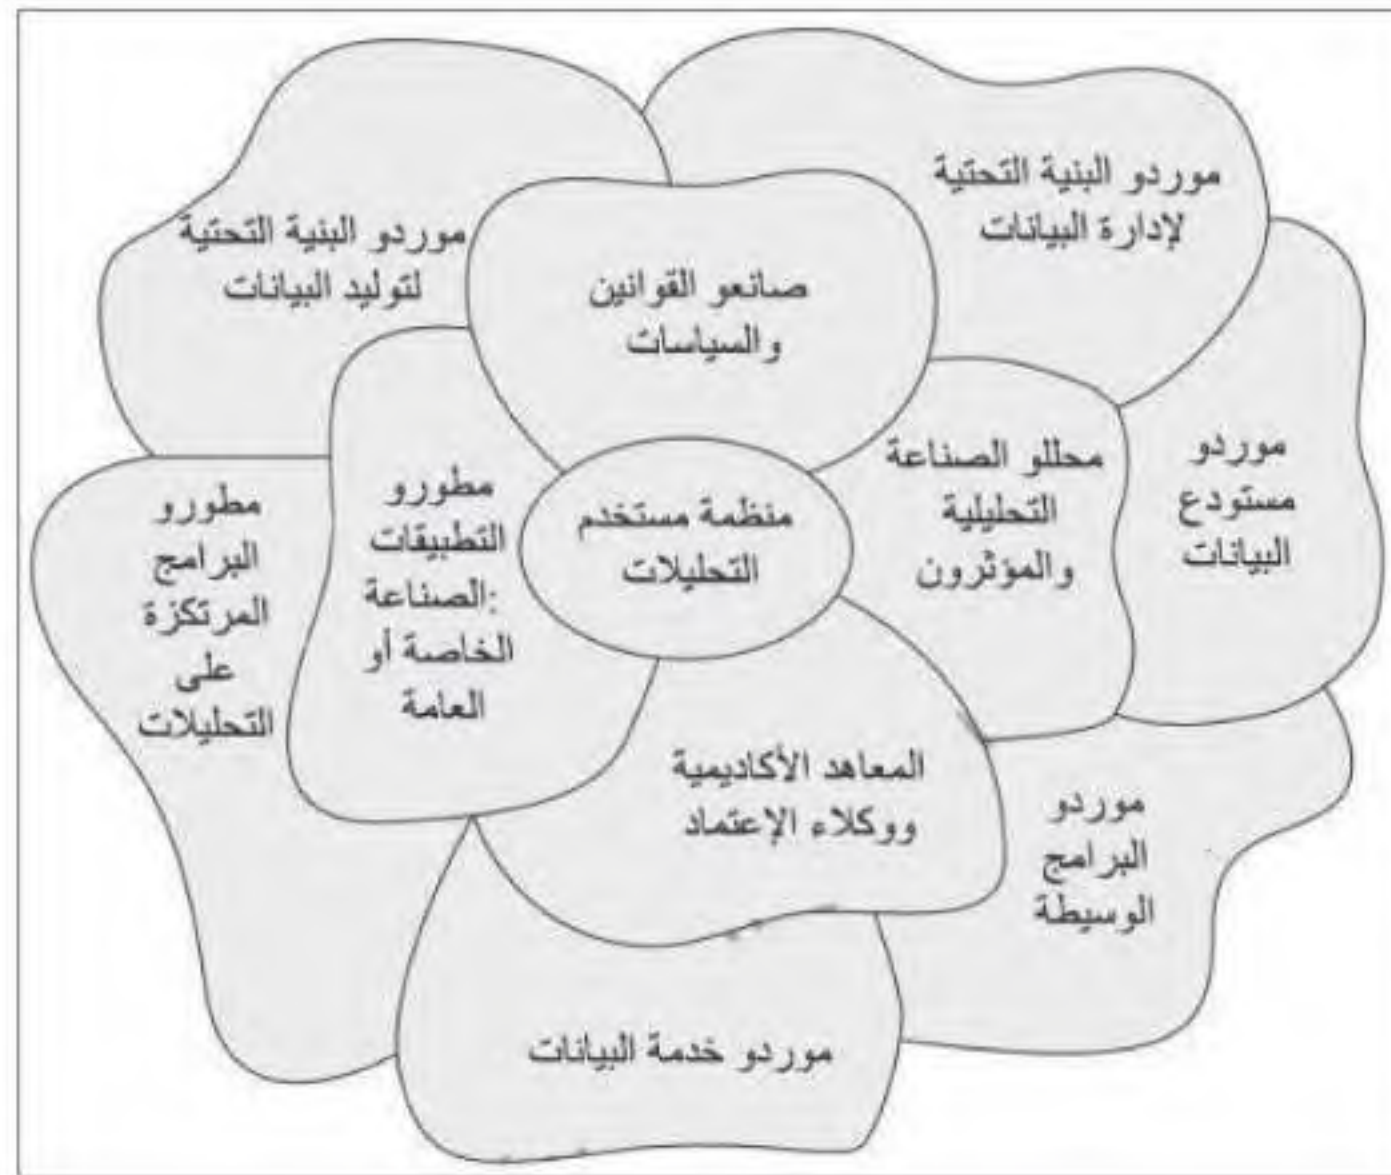 موردو البنية التحتية
لإدارة البيانات
موردو البنية التحتية
لتوليد البيانات
صانعو القوانين
والسياسات
موردو
مستودع
البيانات
محللو الصناعة
التحليلية
والمؤثرون
منظمة مستخدم
التحليلات
مطورو
التطبيقات
:الصناعة
الخاصة أو
العامة
مطورو
البرامج
المرتكزة
على
التحليلات
المعاهد الأكاديمية
ووكلاء الإعتماد
موردو
البرامج
الوسيطة
موردو خدمة البيانات